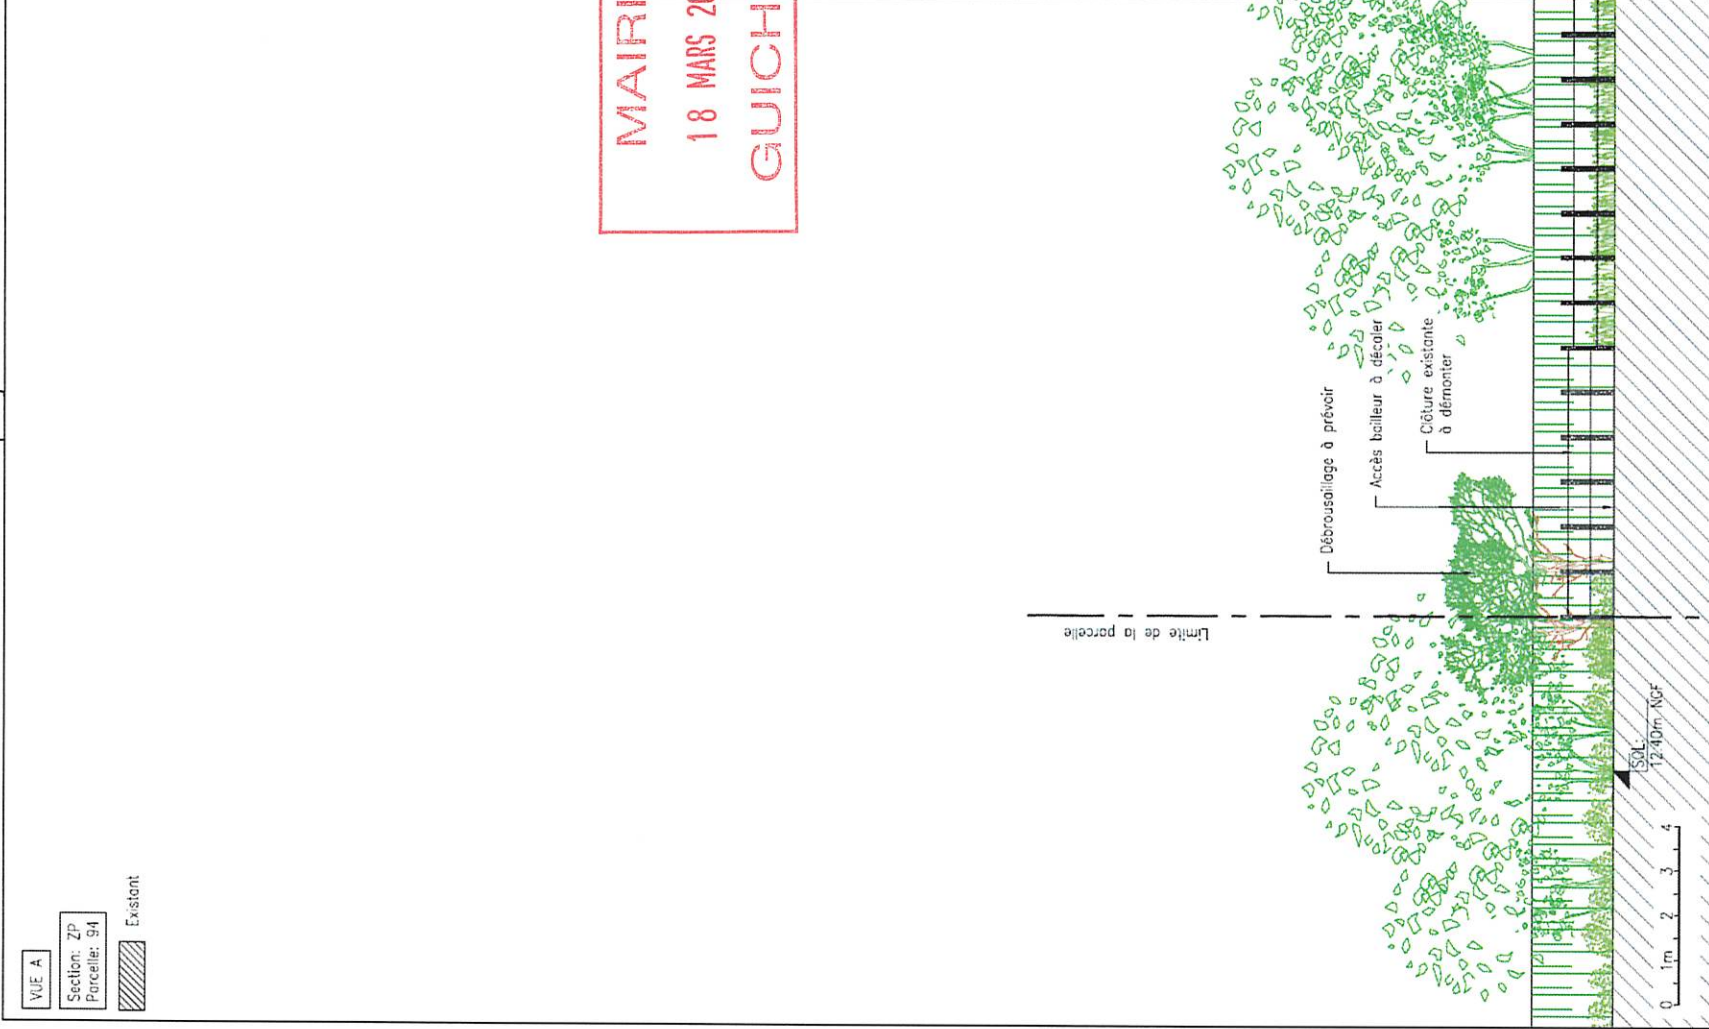 VUE A
Section: ZP
Parcelle: 94
Existant
MAIRI
18 MARS 20
GUICH
Limite de la parcelle
Débrousaillage à prévoir
Accès bailleur à décaler
Clôture existante
à démonter
SOL:
12.40m NGF
0 1m 2 3 4